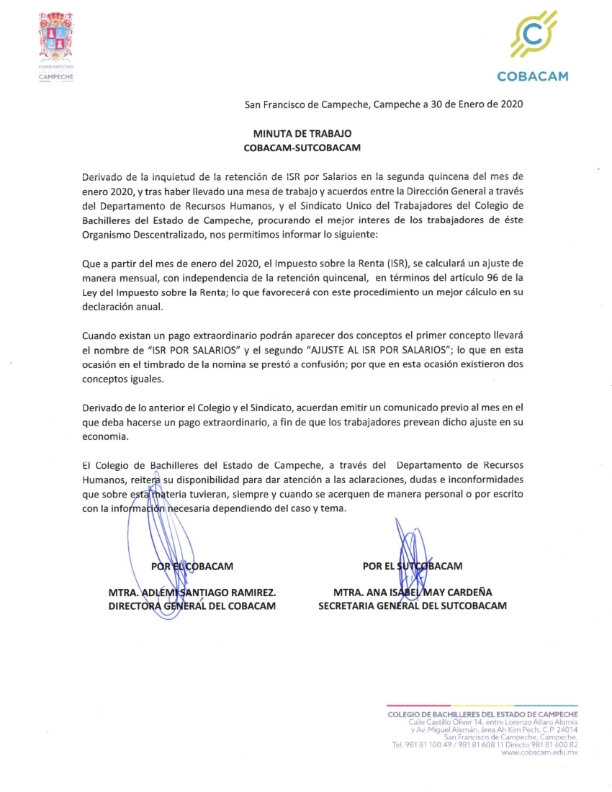 PODER EJECUTIVO
CAMPECHE
COBACAM
San Francisco de Campeche, Campeche a 30 de Enero de 2020
MINUTA DE TRABAJO
COBACAM-SUTCOBACAM
Derivado de la inquietud de la retención de ISR por Salarios en la segunda quincena del mes de
enero 2020, y tras haber llevado una mesa de trabajo y acuerdos entre la Dirección General a través
del Departamento de Recursos Humanos, y el Sindicato Unico del Trabajadores del Colegio de
Bachilleres del Estado de Campeche, procurando el mejor interes de los trabajadores de éste
Organismo Descentralizado, nos permitimos informar lo siguiente:
Que a partir del mes de enero del 2020, el Impuesto sobre la Renta (ISR), se calculará un ajuste de
manera mensual, con independencia de la retención quincenal, en términos del artículo 96 de la
Ley del Impuesto sobre la Renta; lo que favorecerá con este procedimiento un mejor cálculo en su
declaración anual.
Cuando existan un pago extraordinario podrán aparecer dos conceptos el primer concepto llevará
el nombre de "ISR POR SALARIOS" y el segundo "AJUSTE AL ISR POR SALARIOS"; lo que en esta
ocasión en el timbrado de la nomina se prestó a confusión; por que en esta ocasión existieron dos
conceptos iguales.
Derivado de lo anterior el Colegio y el Sindicato, acuerdan emitir un comunicado previo al mes en el
que deba hacerse un pago extraordinario, a fin de que los trabajadores prevean dicho ajuste en su
economia.
El Colegio de Bachilleres del Estado de Campeche, a través del Departamento de Recursos
Humanos, reitera su disponibilidad para dar atención a las aclaraciones, dudas e inconformidades
que sobre esta materia tuvieran, siempre y cuando se acerquen de manera personal o por escrito
con la información necesaria dependiendo del caso y tema.
POR EL COBACAM
MTRA. ADLEMI SANTIAGO RAMIREZ.
DIRECTORA GENERAL DEL COBACAM
POR EL SUTCOBACAM
MTRA. ANA ISABEL MAY CARDEÑA
SECRETARIA GENERAL DEL SUTCOBACAM
COLEGIO DE BACHILLERES DEL ESTADO DE CAMPECHE
Calle Castillo Oliver 14, entre Lorenzo Alfaro Alomía
y Av. Miguel Alemán, área Ah Kim Pech. C.P. 24014
San Francisco de Campeche, Campeche.
Tel. 981 81 100 49 / 981 81 608 11 Directo 981 81 600 82
www.cobacam.edu.mx